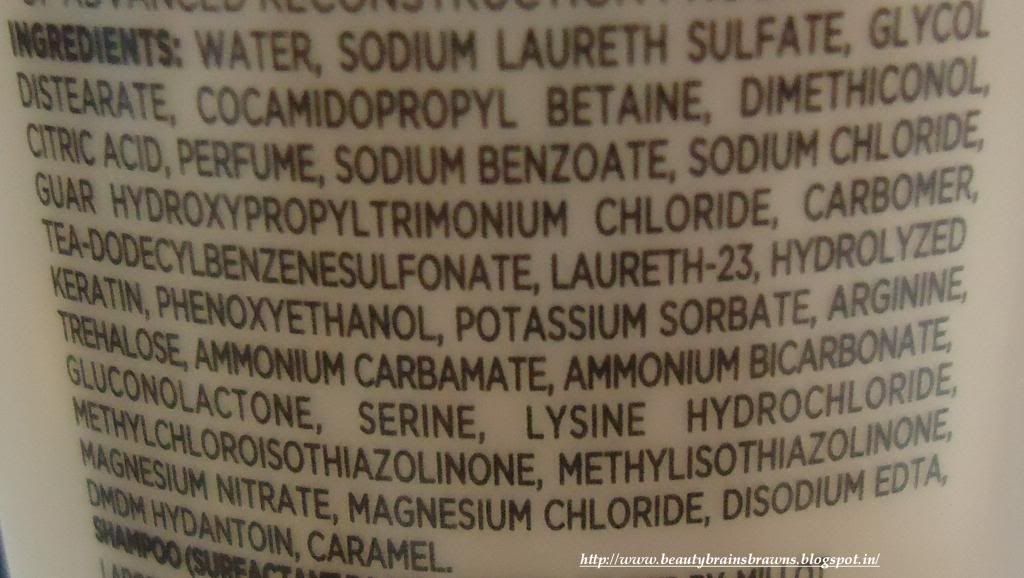 ADVANCED RECONSTRUCTION
INGREDIENTS: WATER, SODIUM LAURETH SULFATE, GLYCOL
DISTEARATE, COCAMIDOPROPYL BETAINE, DIMETHICONOL,
CITRIC ACID, PERFUME, SODIUM BENZOATE, SODIUM CHLORIDE,
GUAR HYDROXYPROPYLTRIMONIUM CHLORIDE, CARBOMER,
TEA-DODECYLBENZENESULFONATE, LAURETH-23, HYDROLYZED
KERATIN, PHENOXYETHANOL, POTASSIUM SORBATE, ARGININE,
TREHALOSE, AMMONIUM CARBAMATE, AMMONIUM BICARBONATE,
GLUCONOLACTONE, SERINE, LYSINE HYDROCHLORIDE,
METHYLCHLOROISOTHIAZOLINONE, METHYLISOTHIAZOLINONE,
MAGNESIUM NITRATE, MAGNESIUM CHLORIDE, DISODIUM EDTA,
DMDM HYDANTOIN, CARAMEL.
SHAMPOO (SURFACTANT
http://www.beautybrainsbrawns.blogspot.in/